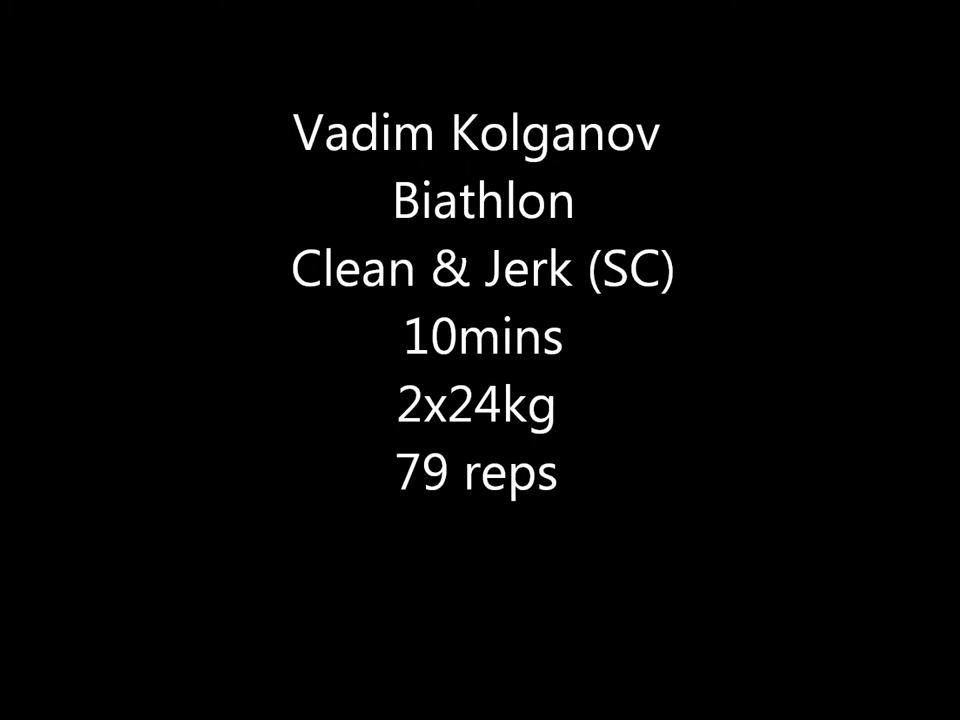 Vadim Kolganov
Biathlon
Clean & Jerk (SC)
10mins
2x24kg
79 reps